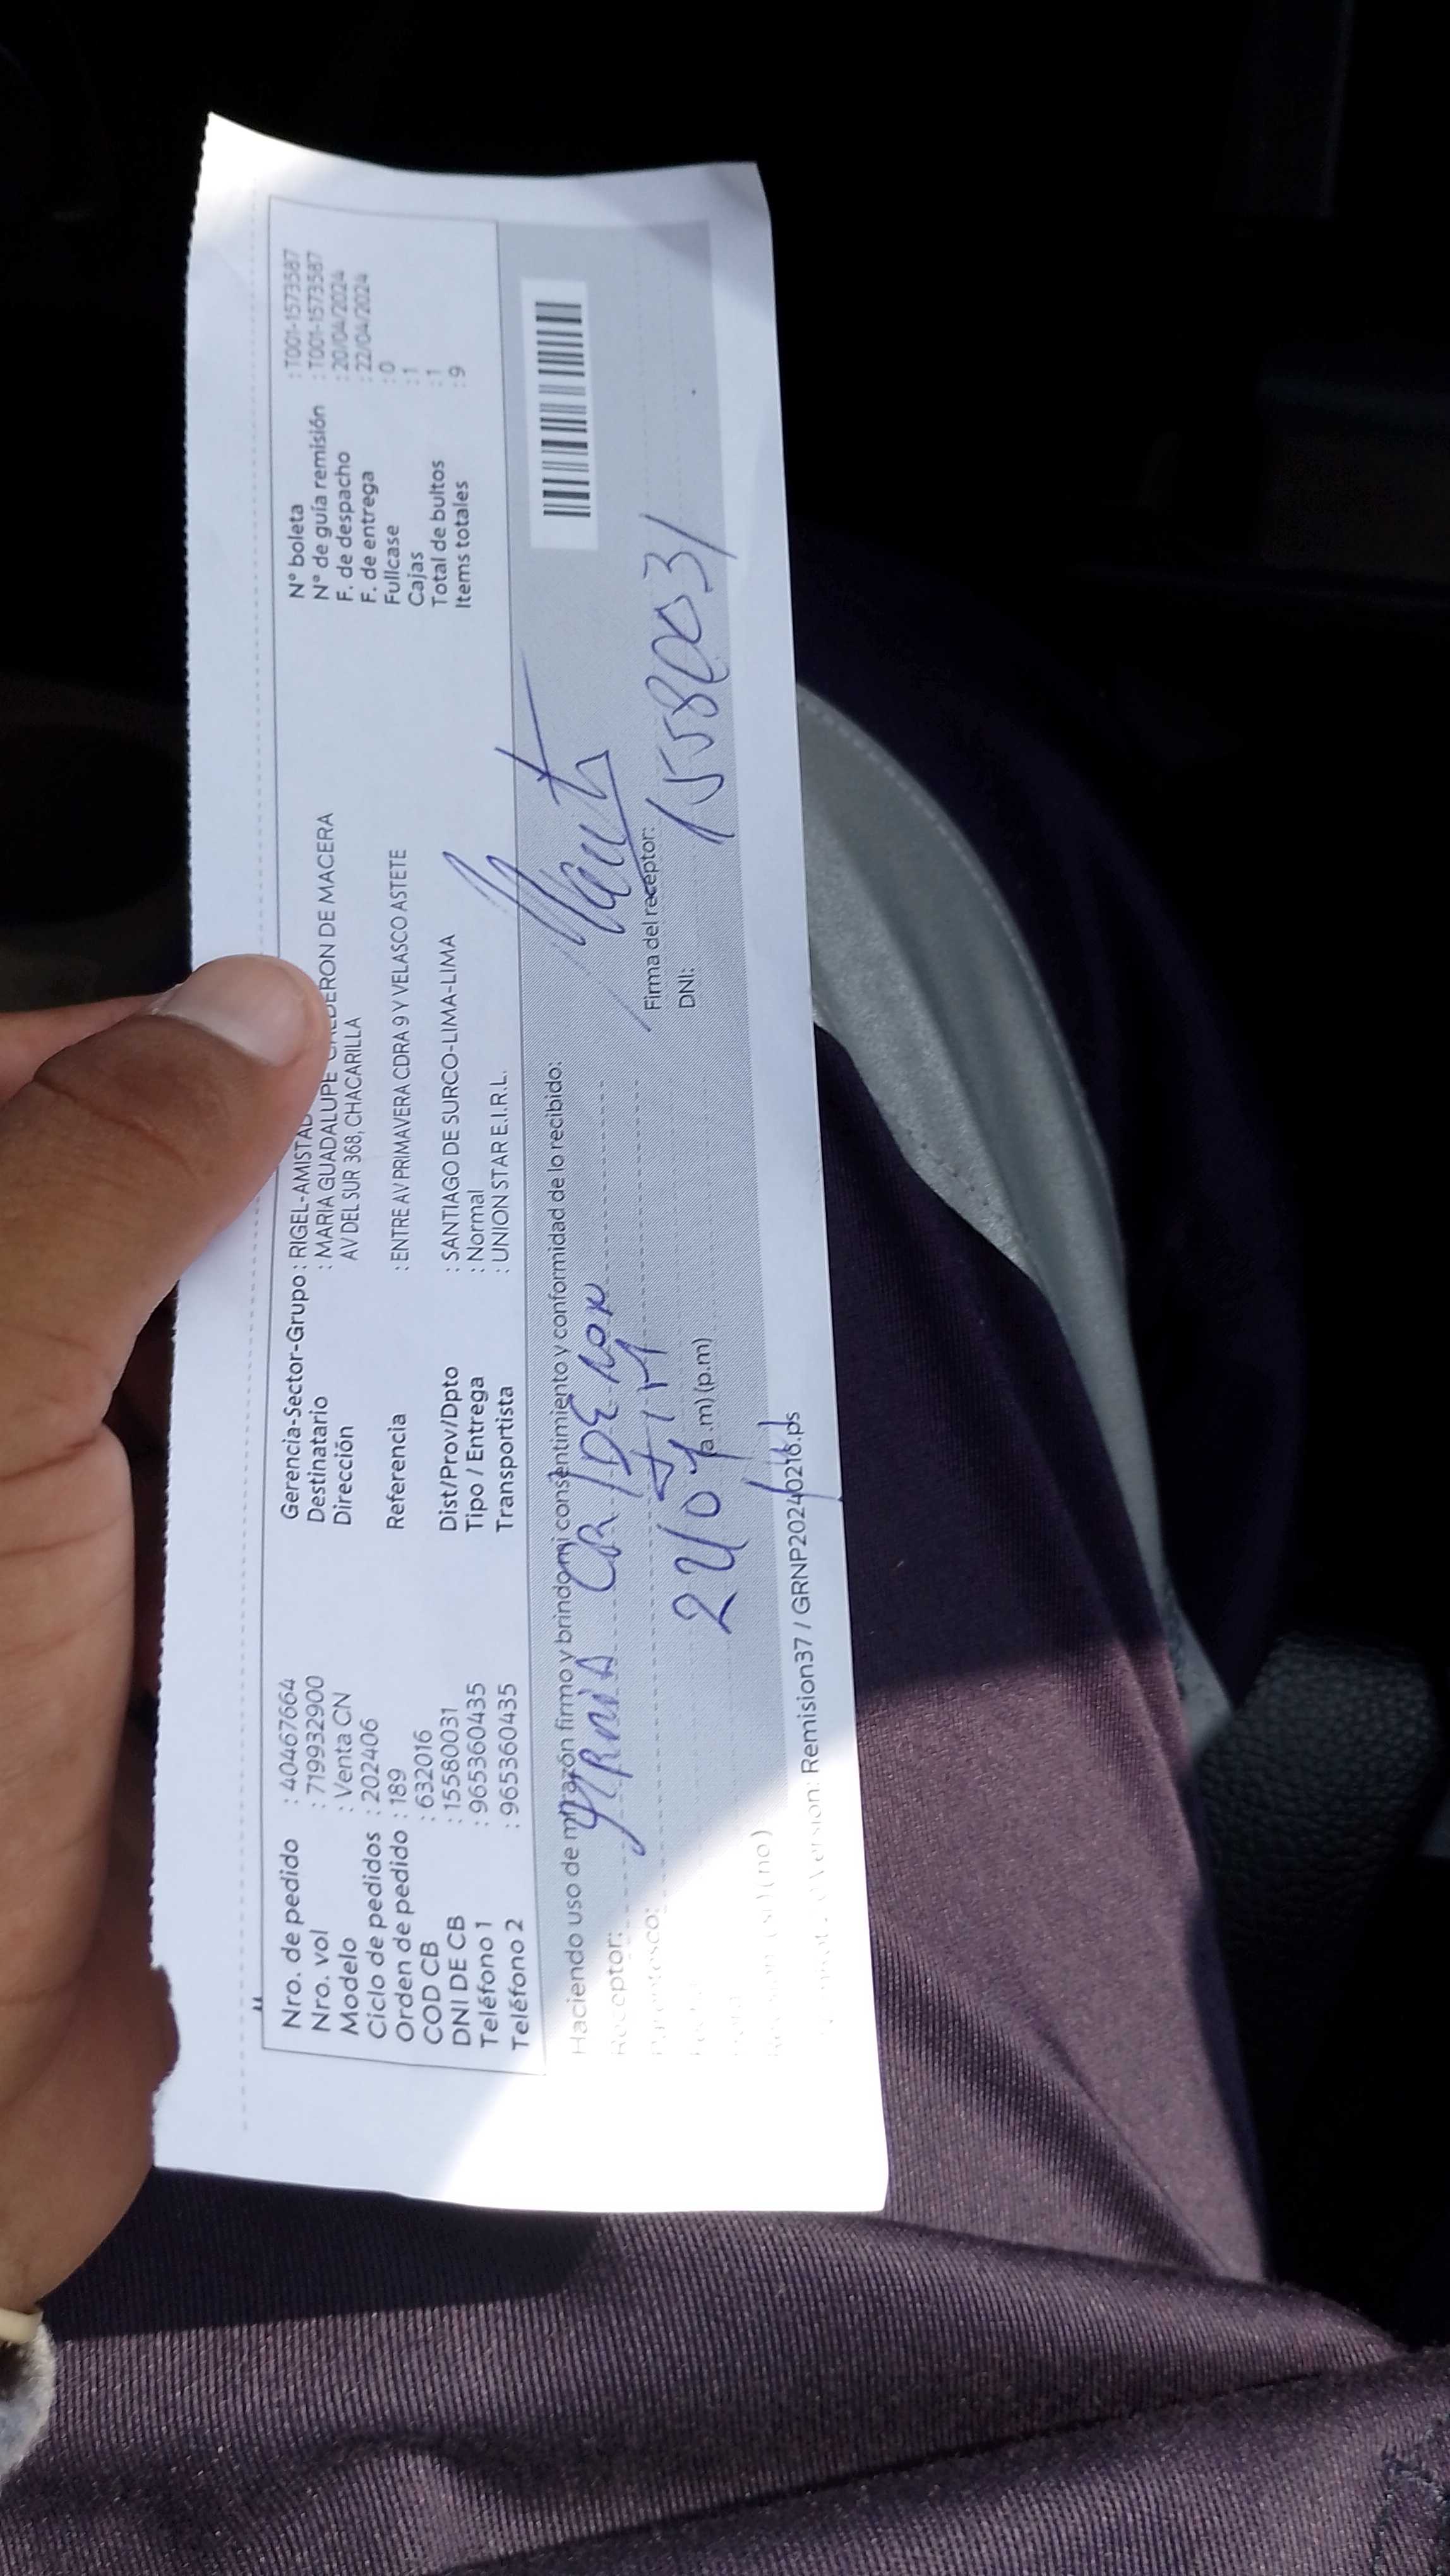 Nro. de pedido : 40467664
Nro. vol : 719932900
Modelo : Venta CN
Ciclo de pedidos : 202406
Orden de pedido : 189
COD CB : 632016
DNI DE CB : 15580031
Teléfono 1 : 965360435
Teléfono 2 : 965360435
Gerencia-Sector-Grupo : RIGEL-AMISTAD
Destinatario : MARIA GUADALUPE CALDERON DE MACERA
Dirección AV DEL SUR 368, CHACARILLA
Referencia : ENTRE AV PRIMAVERA CDRA 9 Y VELASCO ASTETE
Dist/Prov/Dpto : SANTIAGO DE SURCO-LIMA-LIMA
Tipo / Entrega : Normal
Transportista : UNION STAR E.I.R.L.
N° boleta : T001-1573587
N° de guía remisión : T001-1573587
F. de despacho : 20/04/2024
F. de entrega : 22/04/2024
Fullcase : 0
Cajas : 1
Total de bultos : 1
Items totales : 9
Haciendo uso de mi razón firmo y brindo mi consentimiento y conformidad de lo recibido:
Receptor:
Parentesco:
(a.m) (p.m)
Firma del receptor:
DNI: 15580031
(si) (no)
Version: Remision37 / GRNP20240216.ps